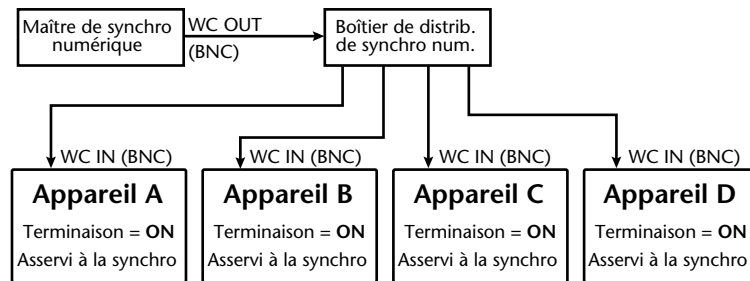 Maître de synchro
numérique
WC OUT
(BNC)
Boîtier de distrib.
de synchro num.
WC IN (BNC)
WC IN (BNC)
WC IN (BNC)
WC IN (BNC)
Appareil A
Terminaison = ON
Asservi à la synchro
Appareil B
Terminaison = ON
Asservi à la synchro
Appareil C
Terminaison = ON
Asservi à la synchro
Appareil D
Terminaison = ON
Asservi à la synchro